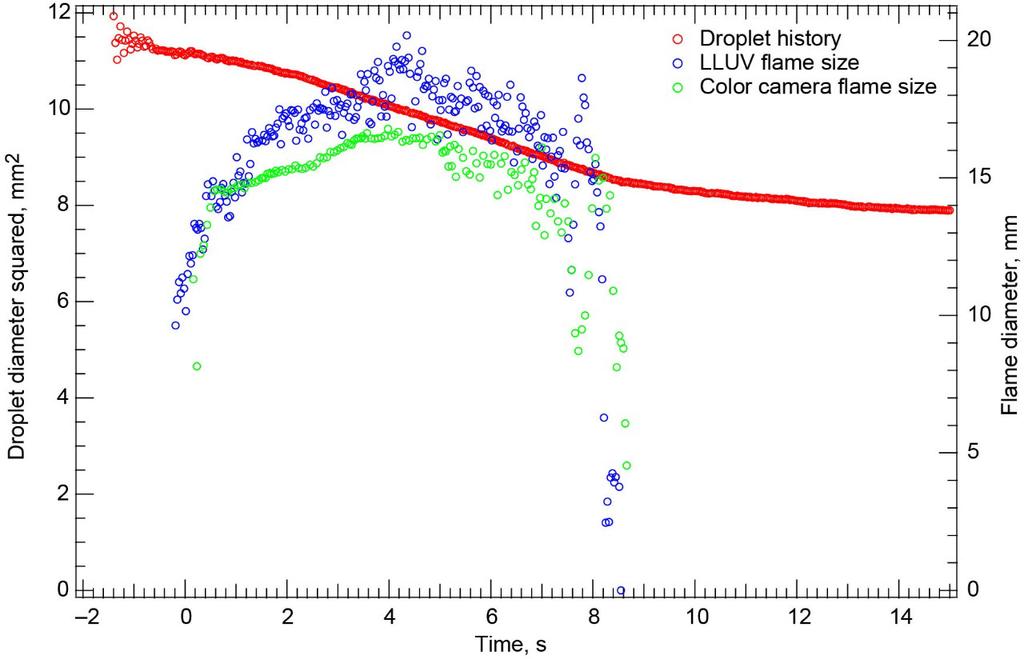 12
10
8
6
4
2
0
Droplet diameter squared, mm2
Droplet history
LLUV flame size
Color camera flame size
20
15
10
5
0
Flame diameter, mm
−2 0 2 4 6 8 10 12 14
Time, s